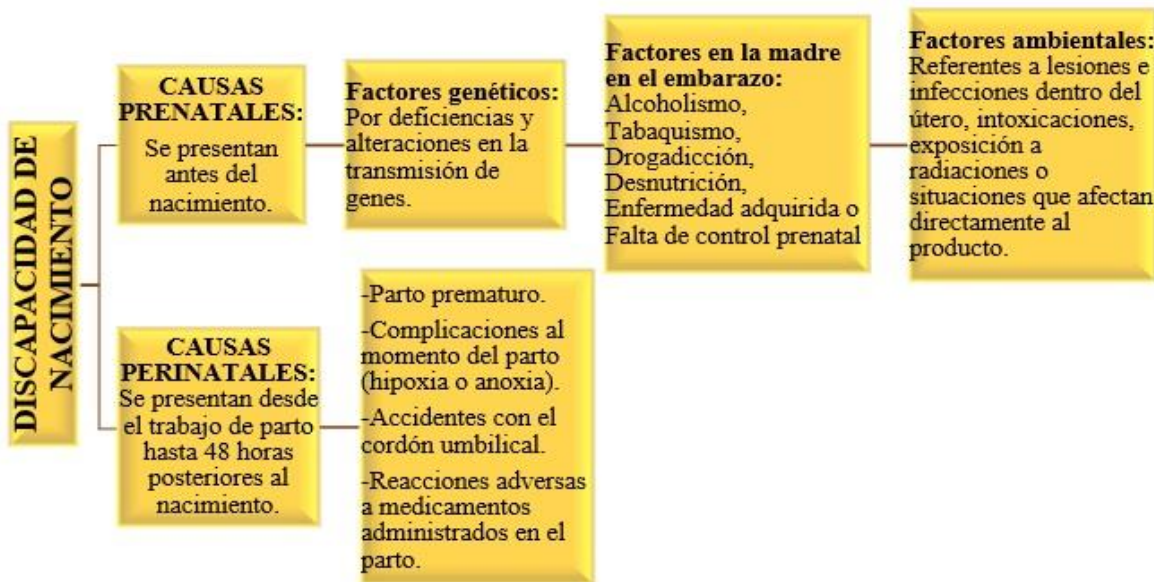 DISCAPACIDAD DE
NACIMIENTO
CAUSAS
PRENATALES:
Se presentan
antes del
nacimiento.
Factores genéticos:
Por deficiencias y
alteraciones en la
transmisión de
genes.
Factores en la madre
en el embarazo:
Alcoholismo,
Tabaquismo,
Drogadicción,
Desnutrición,
Enfermedad adquirida o
Falta de control prenatal
Factores ambientales:
Referentes a lesiones e
infecciones dentro del
útero, intoxicaciones,
exposición a
radiaciones o
situaciones que afectan
directamente al
producto.
CAUSAS
PERINATALES:
Se presentan desde
el trabajo de parto
hasta 48 horas
posteriores al
nacimiento.
-Parto prematuro.
-Complicaciones al
momento del parto
(hipoxia o anoxia).
-Accidentes con el
cordón umbilical.
-Reacciones adversas
a medicamentos
administrados en el
parto.